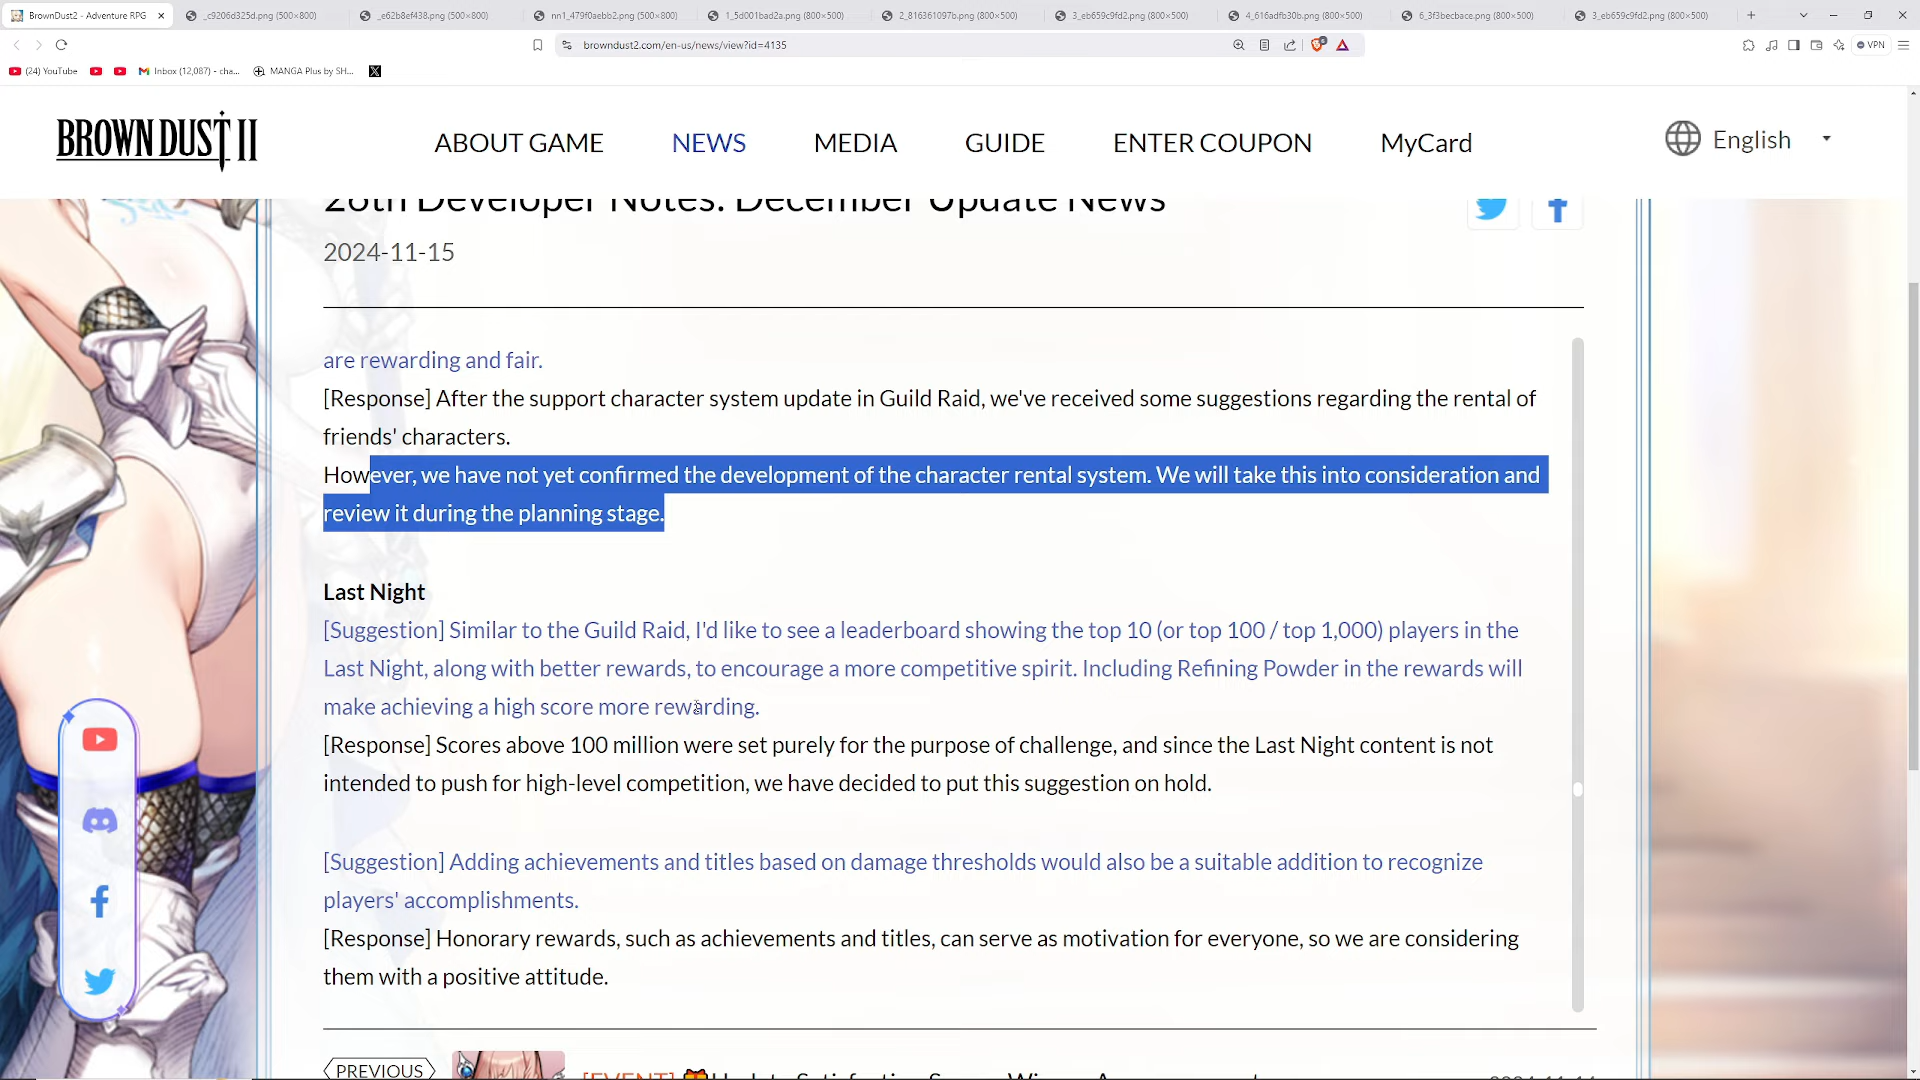 BrownDust2 - Adventure RPG
_c9206d325d.png (500×800)
_e62b8ef438.png (500×800)
nn1_479f0aebb2.png (500×800)
1_5d001bad2a.png (800×500)
2_816361097b.png (800×500)
3_eb659c9fd2.png (800×500)
4_616adfb30b.png (800×500)
6_3f3becbace.png (800×500)
3_eb659c9fd2.png (800×500)
browndust2.com/en-us/news/view?id=4135
VPN
(24) YouTube
Inbox (12,087) - cha...
MANGA Plus by SH...
BROWN DUST II
ABOUT GAME
NEWS
MEDIA
GUIDE
ENTER COUPON
MyCard
English
28th Developer Notes: December Update News
2024-11-15
are rewarding and fair.
[Response] After the support character system update in Guild Raid, we've received some suggestions regarding the rental of
friends' characters.
However, we have not yet confirmed the development of the character rental system. We will take this into consideration and
review it during the planning stage.
Last Night
[Suggestion] Similar to the Guild Raid, I'd like to see a leaderboard showing the top 10 (or top 100 / top 1,000) players in the
Last Night, along with better rewards, to encourage a more competitive spirit. Including Refining Powder in the rewards will
make achieving a high score more rewarding.
[Response] Scores above 100 million were set purely for the purpose of challenge, and since the Last Night content is not
intended to push for high-level competition, we have decided to put this suggestion on hold.
[Suggestion] Adding achievements and titles based on damage thresholds would also be a suitable addition to recognize
players' accomplishments.
[Response] Honorary rewards, such as achievements and titles, can serve as motivation for everyone, so we are considering
them with a positive attitude.
PREVIOUS
[EVENT]